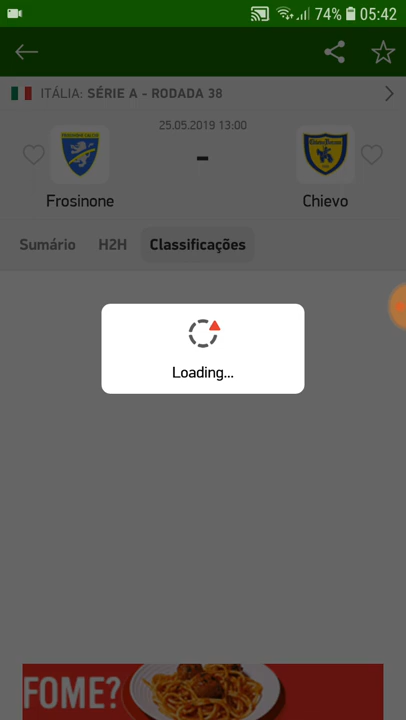 74% 05:42
ITÁLIA: SÉRIE A - RODADA 38
25.05.2019 13:00
-
Frosinone Chievo
Sumário H2H Classificações
Loading...
FOME?